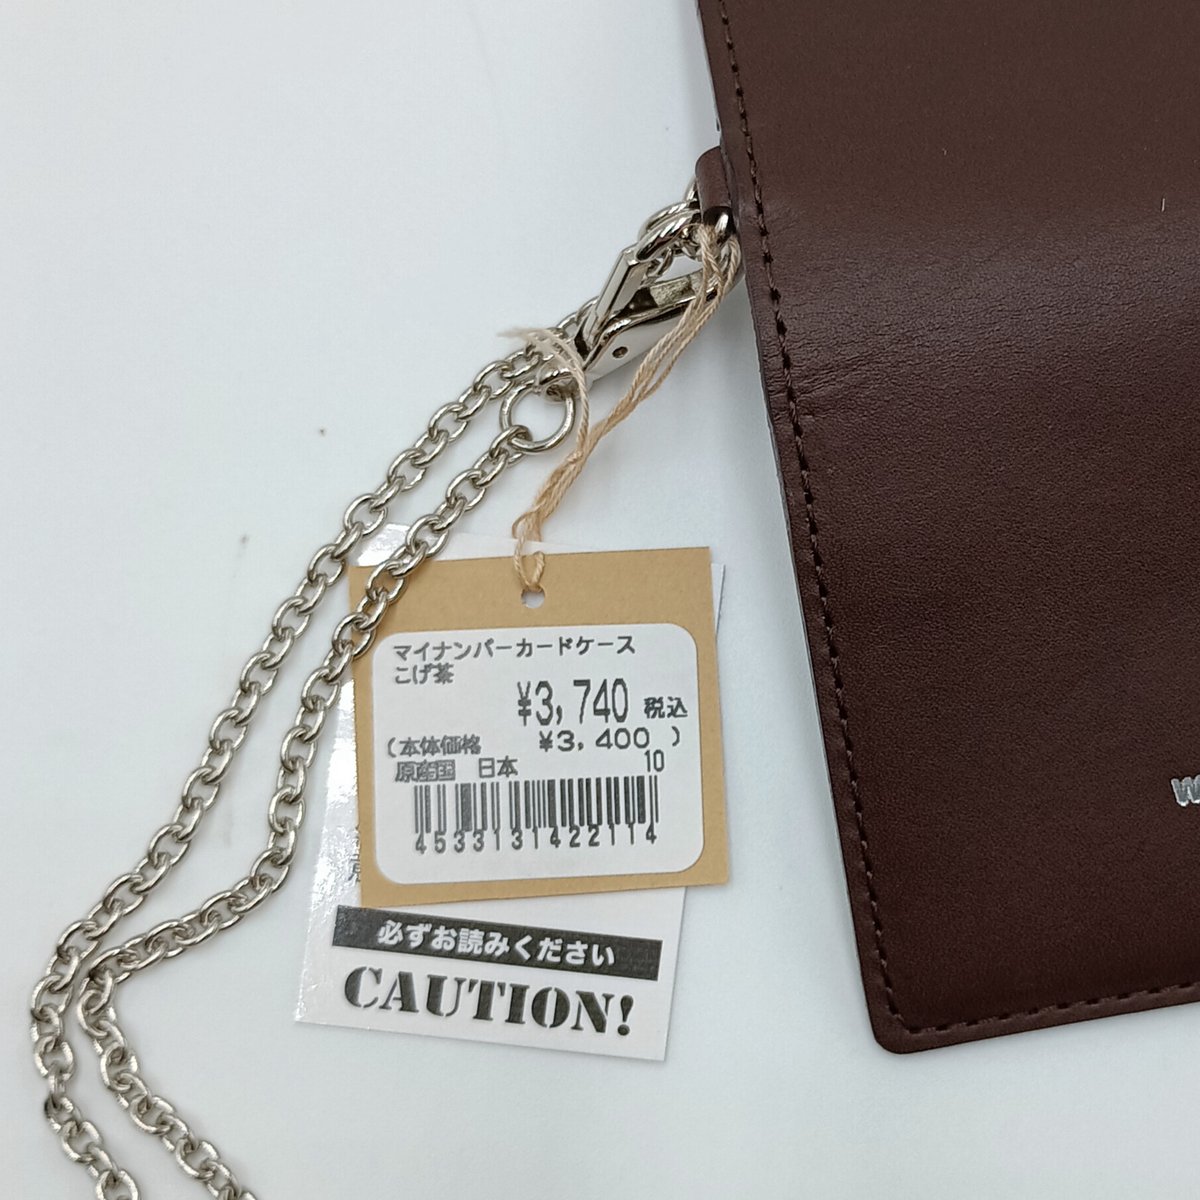 マイナンバーカードケース
こげ茶
¥3,740 税込
(本体価格 ¥3,400 )
原産国 日本 10
4533131422114
必ずお読みください
CAUTION!